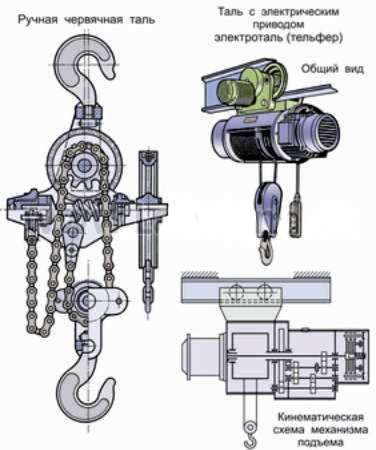 Ручная червячная таль
Таль с электрическим
приводом
электроталь (тельфер)
Общий вид
Кинематическая
схема механизма
подъема